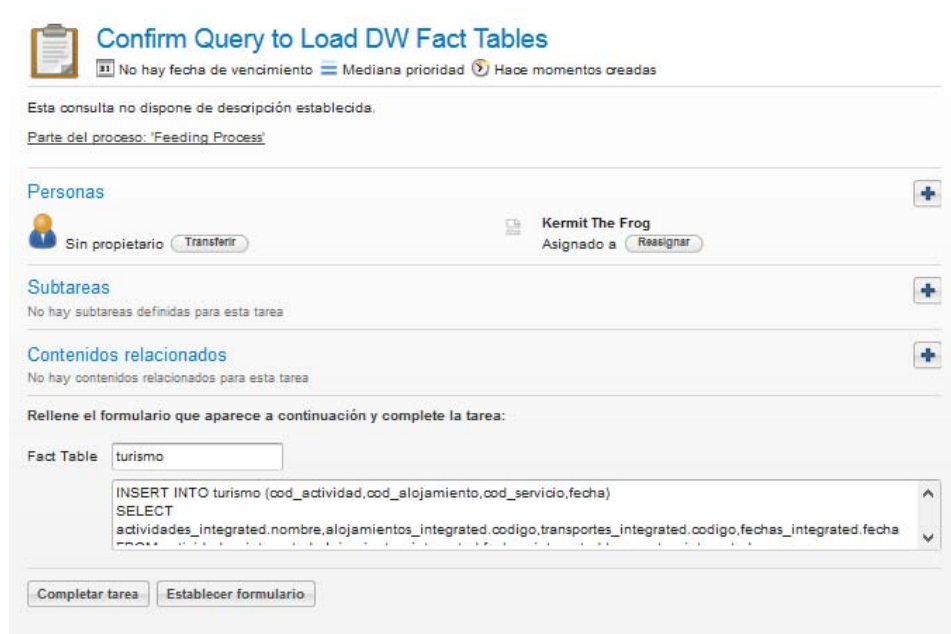 Confirm Query to Load DW Fact Tables
31 No hay fecha de vencimiento Mediana prioridad Hace momentos creadas
Esta consulta no dispone de descripción establecida.
Parte del proceso: 'Feeding Process'
Personas
Sin propietario Transferir
Kermit The Frog
Asignado a Reasignar
Subtareas
No hay subtareas definidas para esta tarea
Contenidos relacionados
No hay contenidos relacionados para esta tarea
Rellene el formulario que aparece a continuación y complete la tarea:
Fact Table turismo
INSERT INTO turismo (cod_actividad,cod_alojamiento,cod_servicio,fecha)
SELECT
actividades_integrated.nombre,alojamientos_integrated.codigo,transportes_integrated.codigo,fechas_integrated.fecha
Completar tarea Establecer formulario